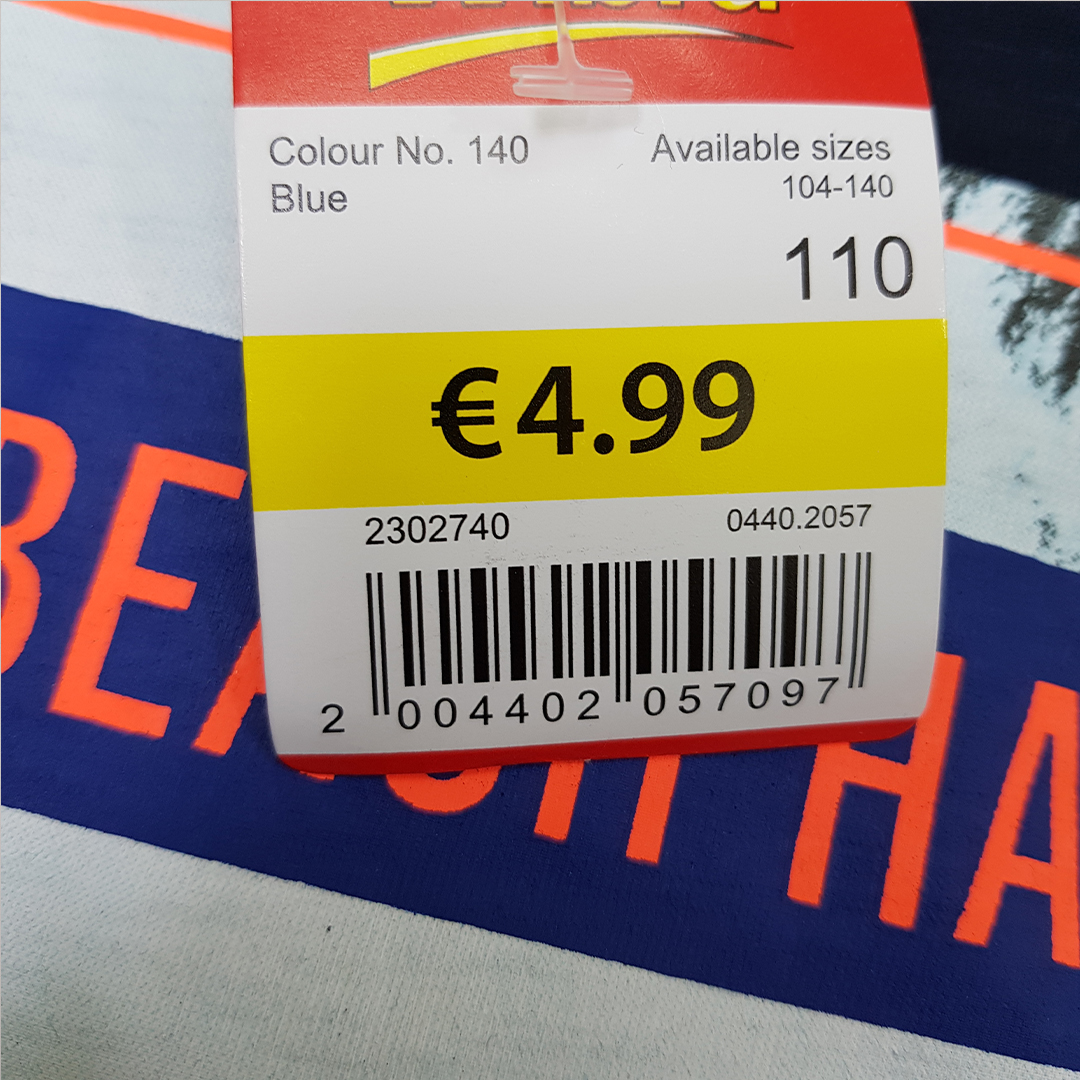 Colour No. 140
Blue
Available sizes
104-140
110
€4.99
2302740
0440.2057
2 004402 057097